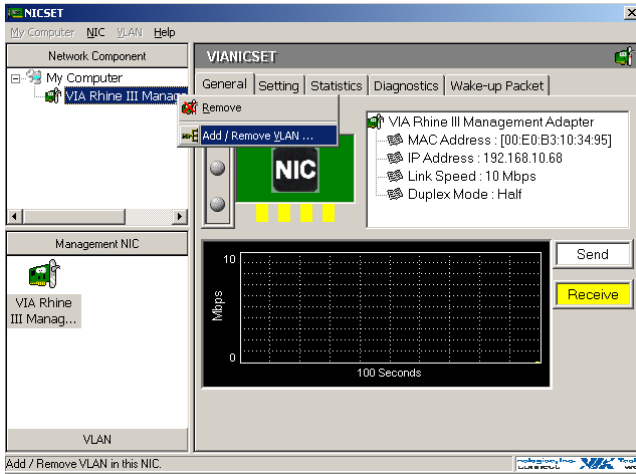 NICSET
My Computer NIC VLAN Help
Network Component
My Computer
VIA Rhine III Manag
Remove
Add / Remove VLAN ...
VIANICSET
General Setting Statistics Diagnostics Wake-up Packet
NIC
VIA Rhine III Management Adapter
MAC Address : [00:E0:B3:10:34:95]
IP Address : 192.168.10.68
Link Speed : 10 Mbps
Duplex Mode : Half
Management NIC
VIA Rhine
III Manag...
VLAN
10
Mbps
0
100 Seconds
Send
Receive
Add / Remove VLAN in this NIC.
VIA